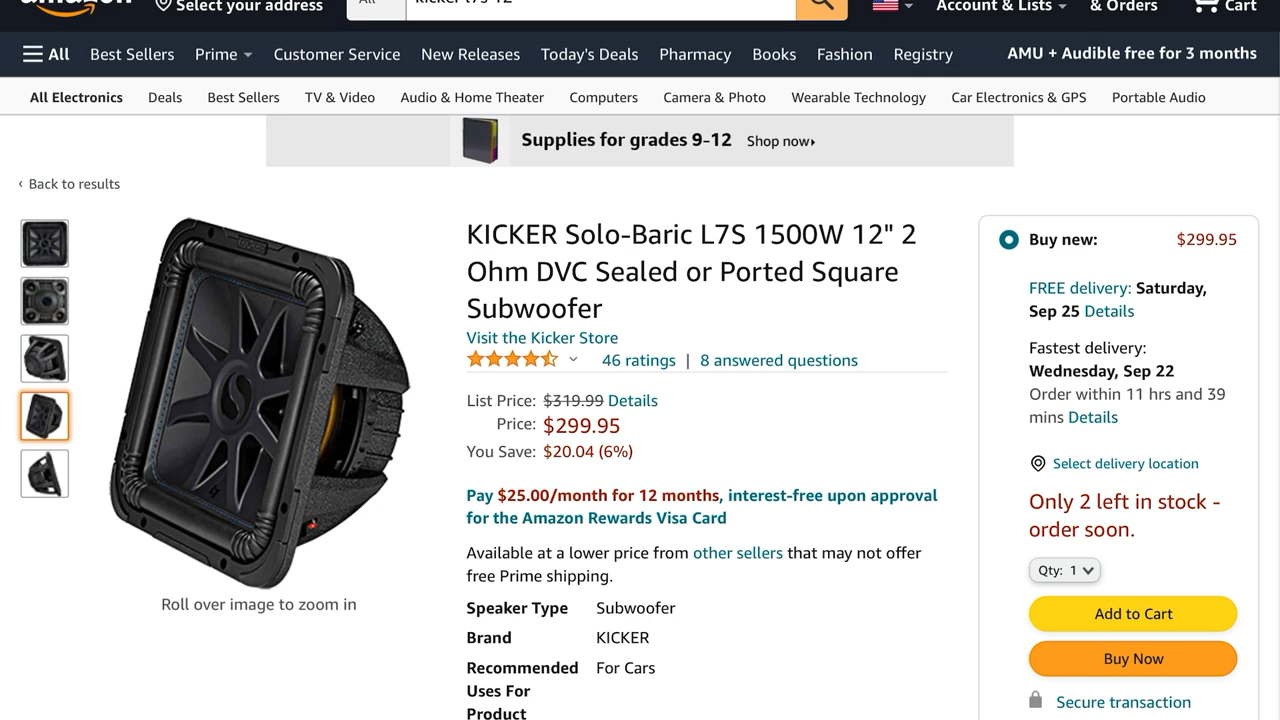 amazon
Select your address
All
kicker l7s 12
Account & Lists
& Orders
Cart
All
Best Sellers
Prime
Customer Service
New Releases
Today's Deals
Pharmacy
Books
Fashion
Registry
AMU + Audible free for 3 months
All Electronics
Deals
Best Sellers
TV & Video
Audio & Home Theater
Computers
Camera & Photo
Wearable Technology
Car Electronics & GPS
Portable Audio
Supplies for grades 9-12 Shop now
‹ Back to results
Roll over image to zoom in
KICKER Solo-Baric L7S 1500W 12" 2
Ohm DVC Sealed or Ported Square
Subwoofer
Visit the Kicker Store
46 ratings | 8 answered questions
List Price: $319.99 Details
Price: $299.95
You Save: $20.04 (6%)
Pay $25.00/month for 12 months, interest-free upon approval
for the Amazon Rewards Visa Card
Available at a lower price from other sellers that may not offer
free Prime shipping.
Speaker Type Subwoofer
Brand KICKER
Recommended For Cars
Uses For
Product
Buy new: $299.95
FREE delivery: Saturday,
Sep 25 Details
Fastest delivery:
Wednesday, Sep 22
Order within 11 hrs and 39
mins Details
Select delivery location
Only 2 left in stock -
order soon.
Qty: 1
Add to Cart
Buy Now
Secure transaction